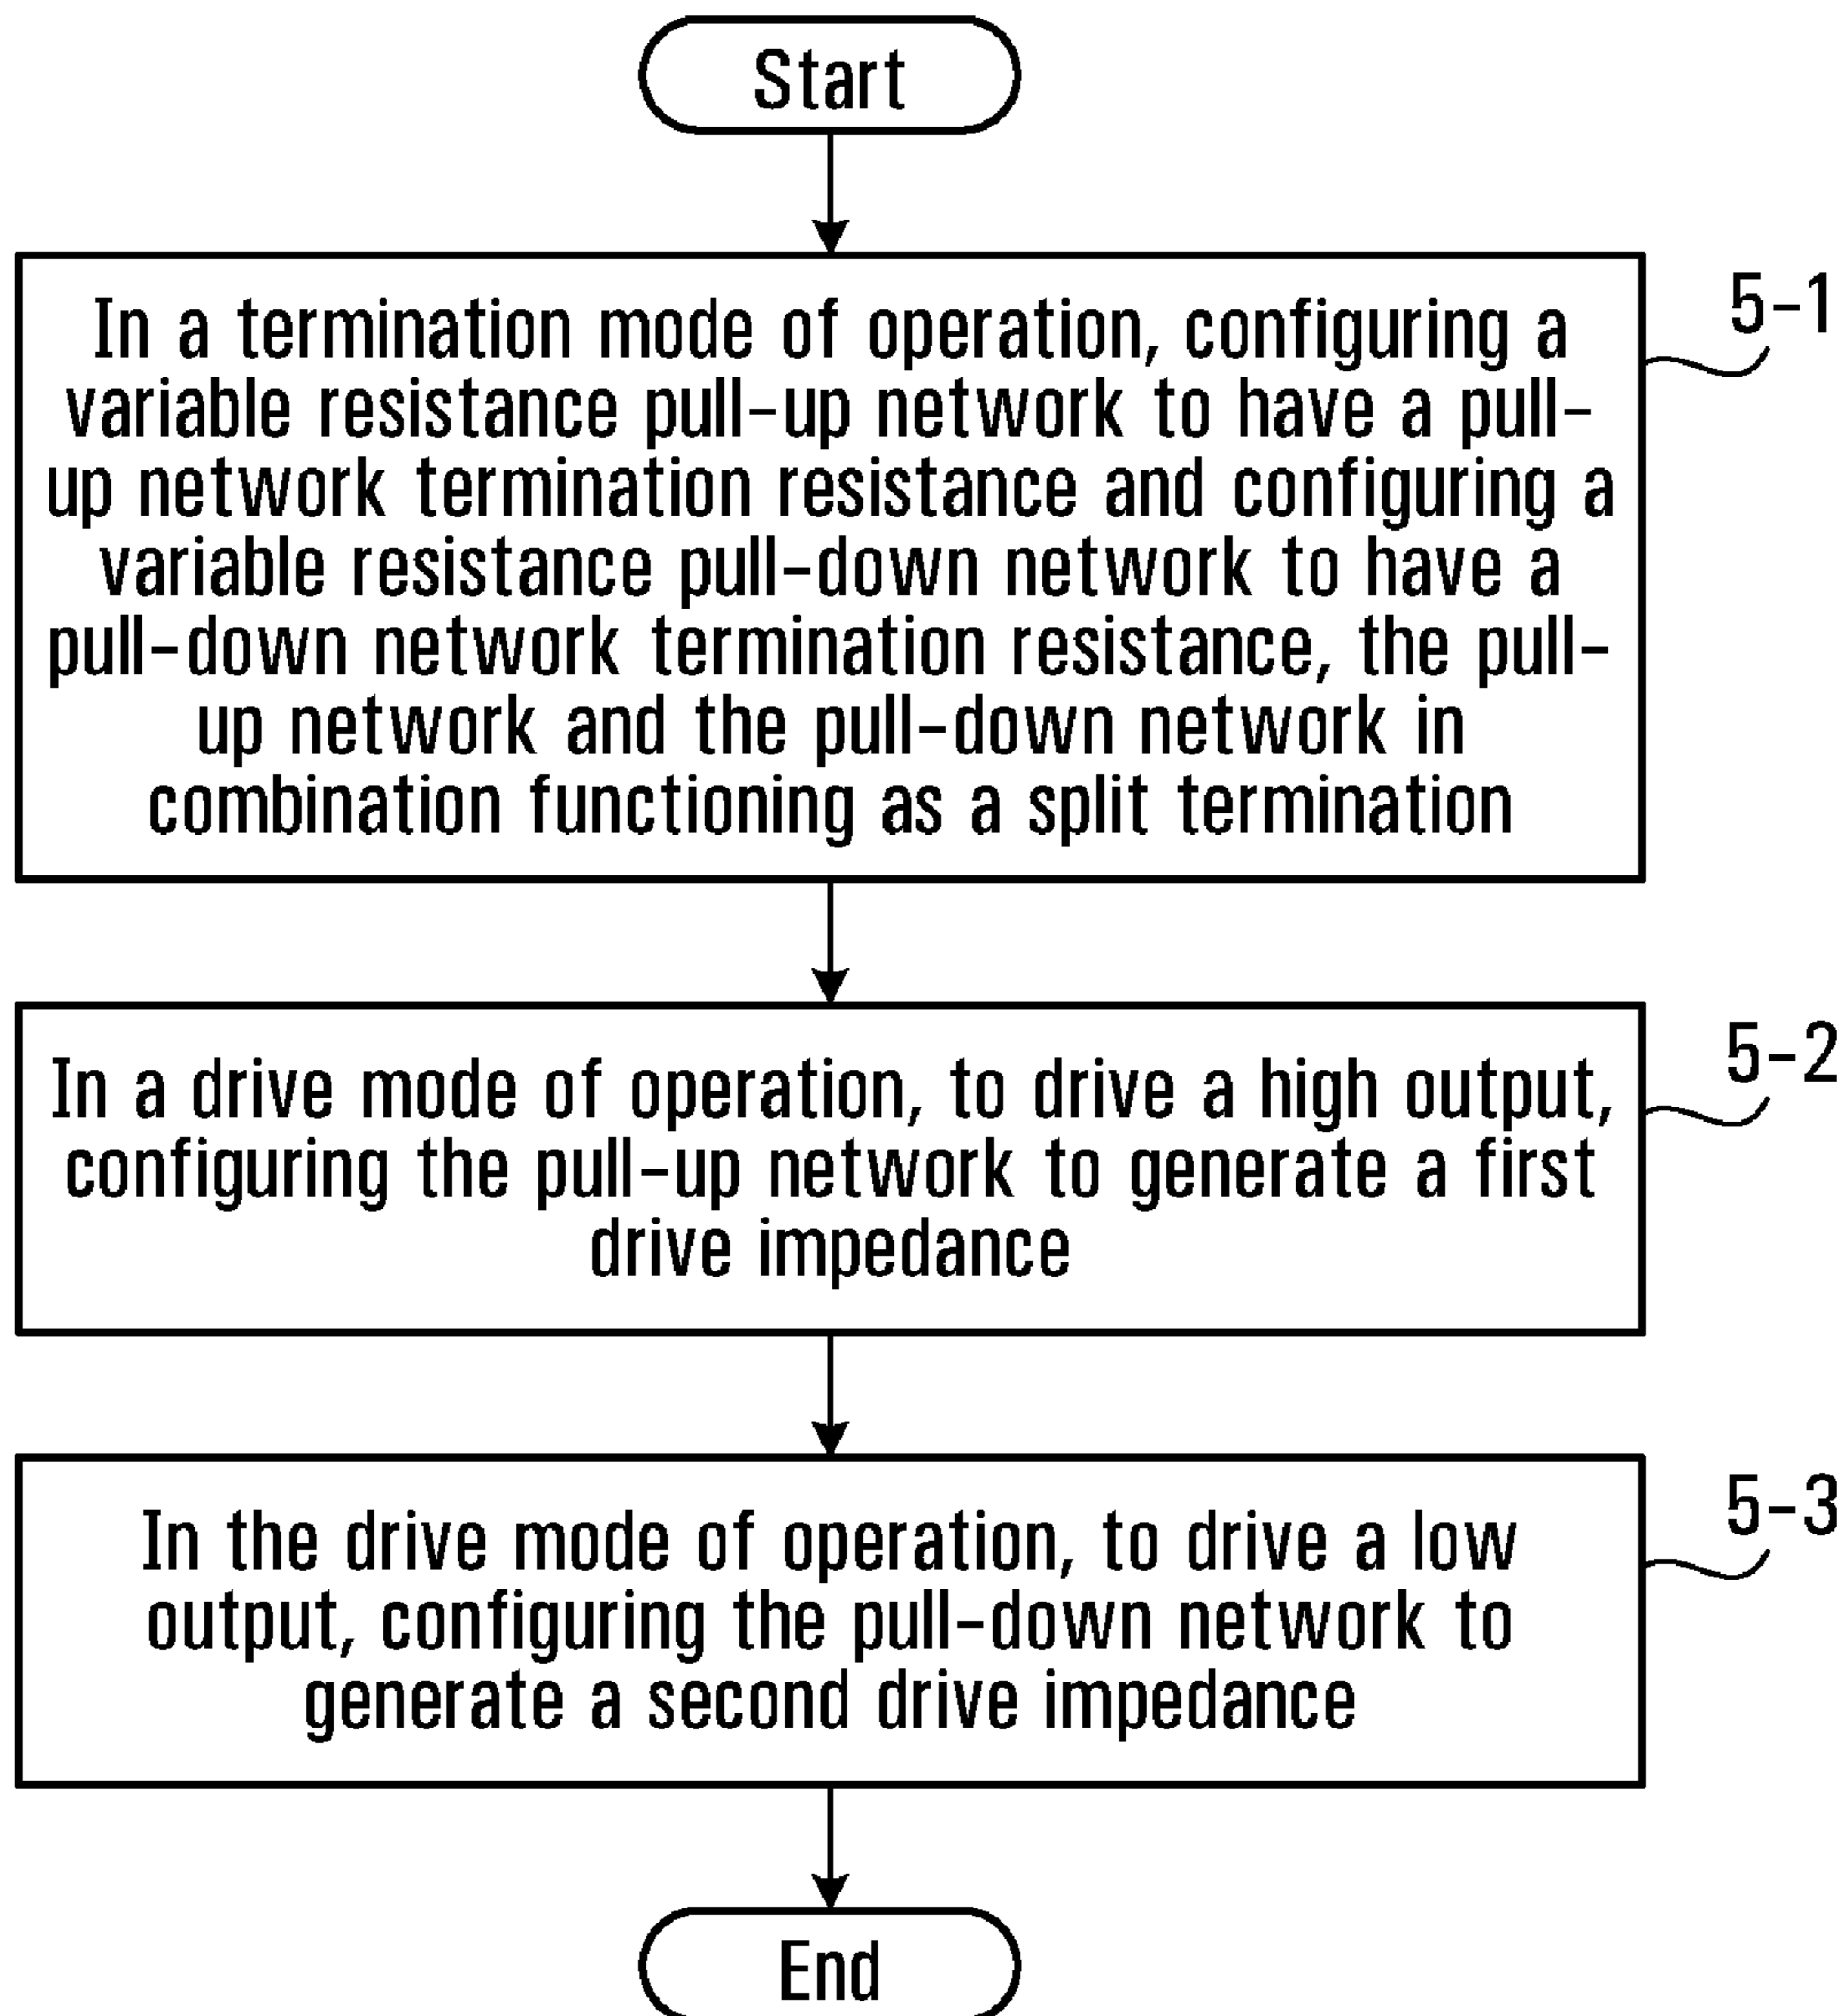 Start
5-1
In a termination mode of operation, configuring a
variable resistance pull-up network to have a pull-
up network termination resistance and configuring a
variable resistance pull-down network to have a
pull-down network termination resistance, the pull-
up network and the pull-down network in
combination functioning as a split termination
5-2
In a drive mode of operation, to drive a high output,
configuring the pull-up network to generate a first
drive impedance
5-3
In the drive mode of operation, to drive a low
output, configuring the pull-down network to
generate a second drive impedance
End